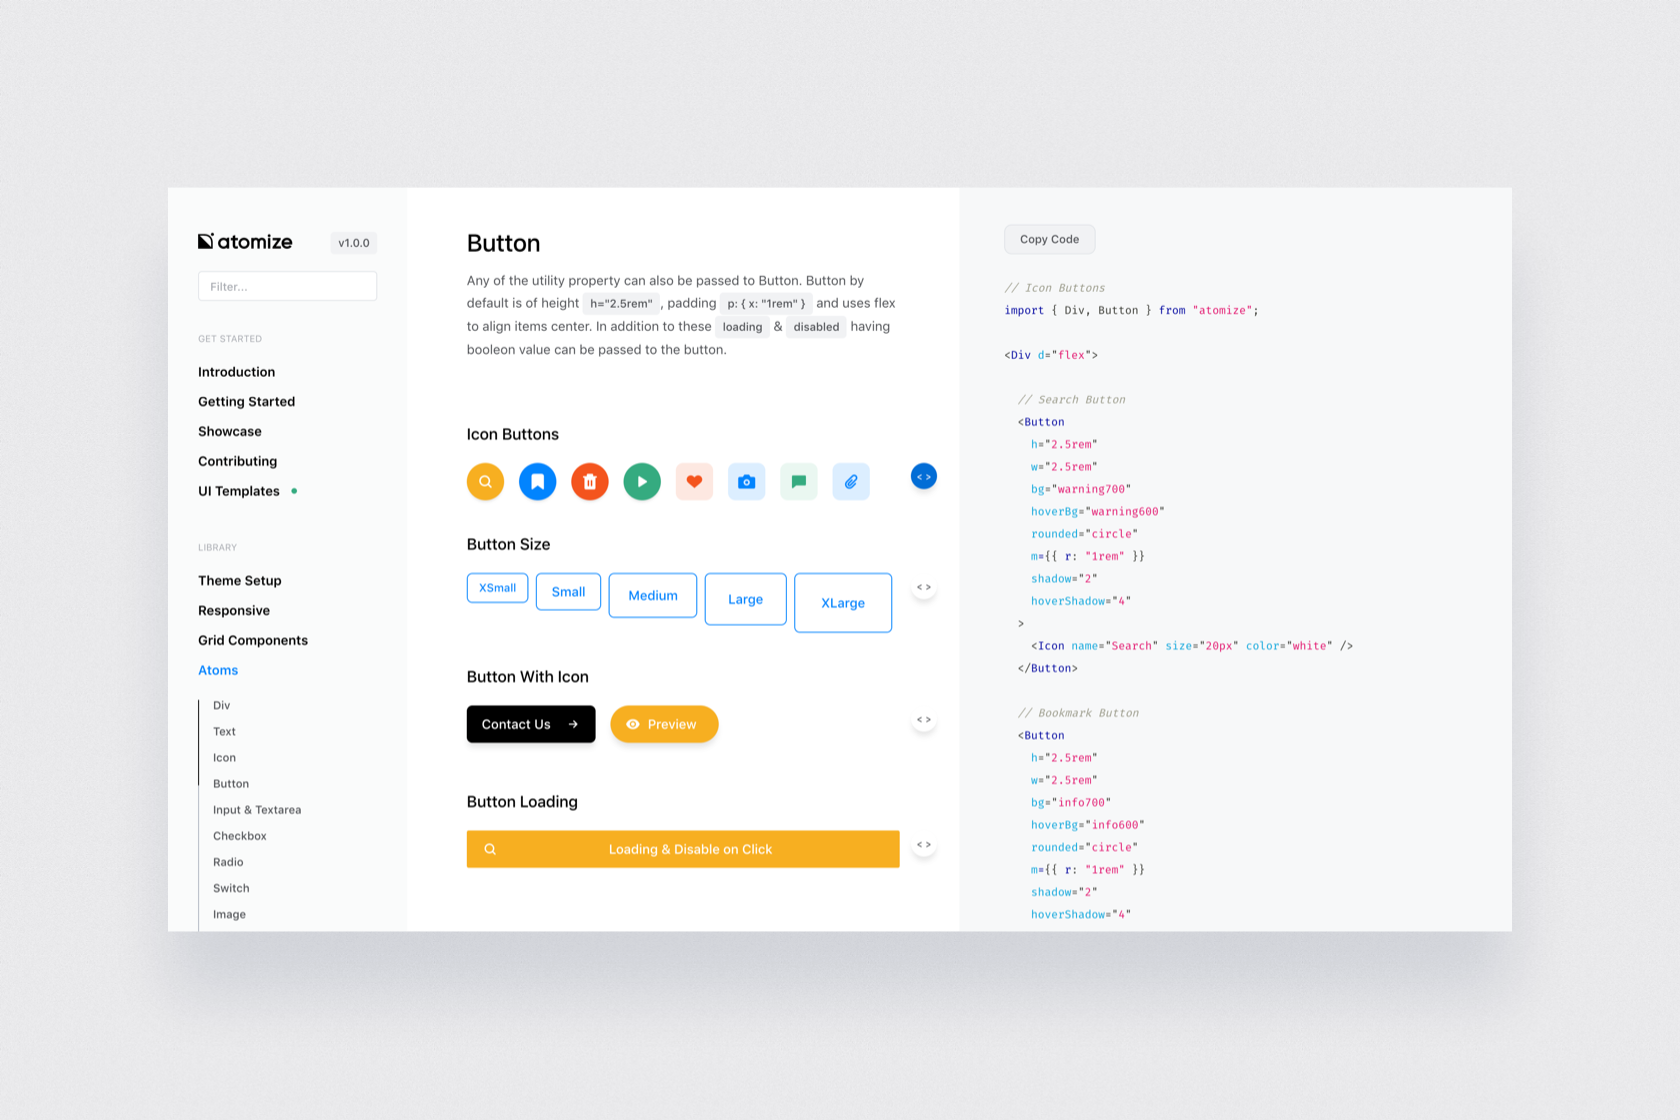 atomize
v1.0.0
Filter...
GET STARTED
Introduction
Getting Started
Showcase
Contributing
UI Templates
LIBRARY
Theme Setup
Responsive
Grid Components
Atoms
Div
Text
Icon
Button
Input & Textarea
Checkbox
Radio
Switch
Image
Button
Any of the utility property can also be passed to Button. Button by
default is of height h="2.5rem" , padding p: { x: "1rem" } and uses flex
to align items center. In addition to these loading & disabled having
booleon value can be passed to the button.
Icon Buttons
< >
Button Size
XSmall
Small
Medium
Large
XLarge
< >
Button With Icon
Contact Us →
Preview
< >
Button Loading
Loading & Disable on Click
< >
Copy Code
// Icon Buttons
import { Div, Button } from "atomize";
<Div d="flex">
// Search Button
<Button
h="2.5rem"
w="2.5rem"
bg="warning700"
hoverBg="warning600"
rounded="circle"
m={{ r: "1rem" }}
shadow="2"
hoverShadow="4"
>
<Icon name="Search" size="20px" color="white" />
</Button>
// Bookmark Button
<Button
h="2.5rem"
w="2.5rem"
bg="info700"
hoverBg="info600"
rounded="circle"
m={{ r: "1rem" }}
shadow="2"
hoverShadow="4"